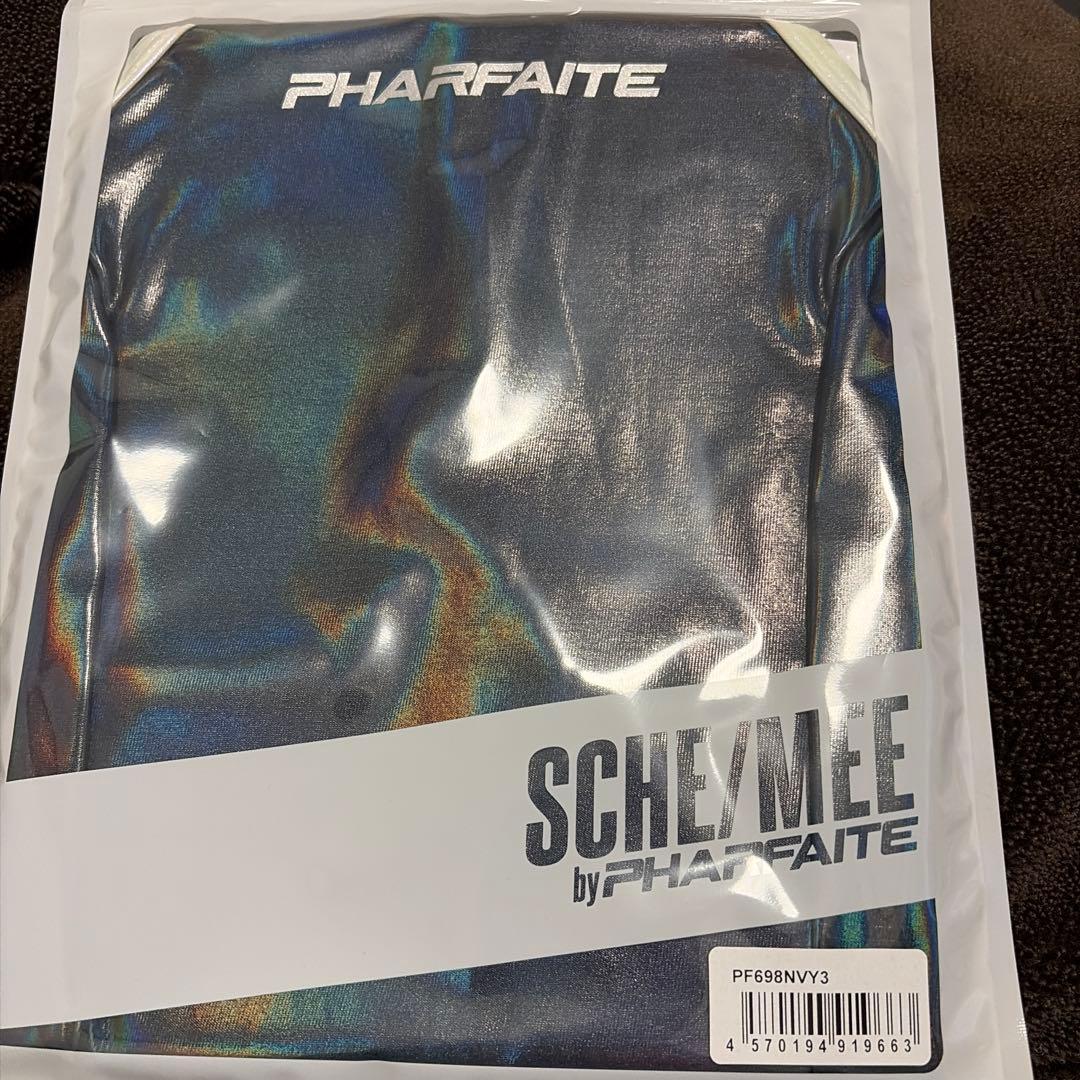 PHARFAITE
SCHE/MEE
by PHARFAITE
PF698NVY3
4 570194 919663